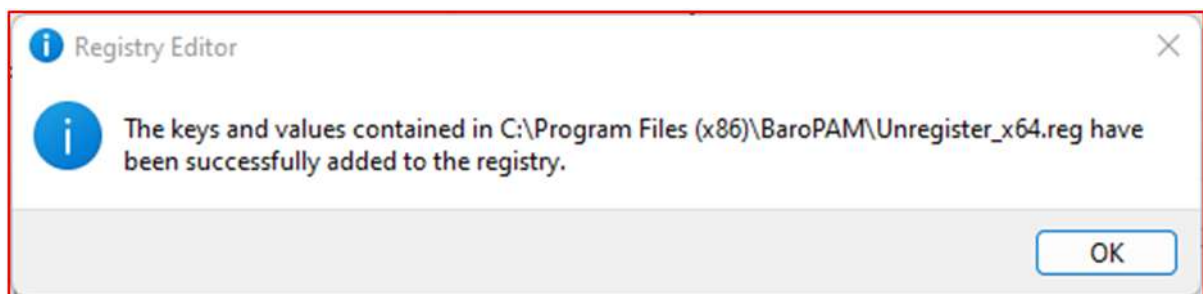 Registry Editor
The keys and values contained in C:\Program Files (x86)\BaroPAM\Unregister_x64.reg have
been successfully added to the registry.
OK